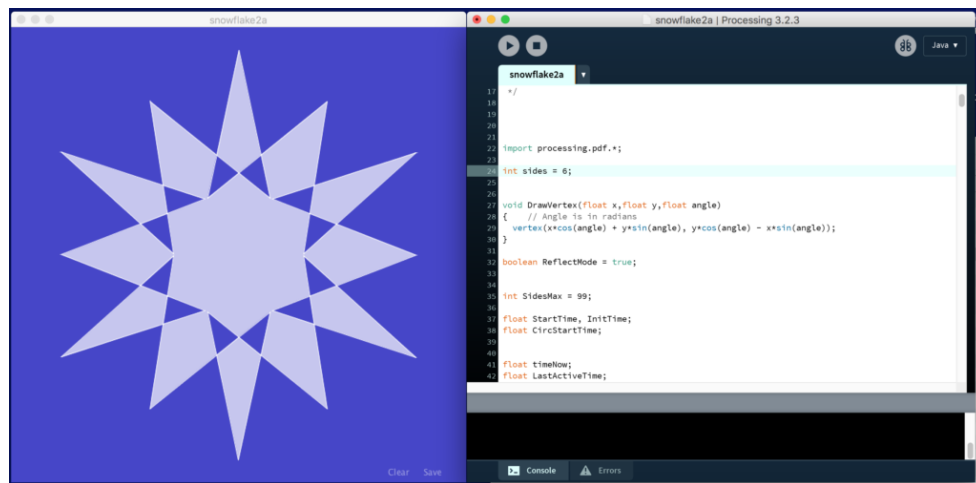 snowflake2a
Clear Save
snowflake2a | Processing 3.2.3
Java ▼
snowflake2a ▼
17 */
18
19
20
21
22 import processing.pdf.*;
23
24 int sides = 6;
25
26
27 void DrawVertex(float x,float y,float angle)
28 { // Angle is in radians
29 vertex(x*cos(angle) + y*sin(angle), y*cos(angle) - x*sin(angle));
30 }
31
32 boolean ReflectMode = true;
33
34
35 int SidesMax = 99;
36
37 float StartTime, InitTime;
38 float CircStartTime;
39
40
41 float timeNow;
42 float LastActiveTime;
Console Errors